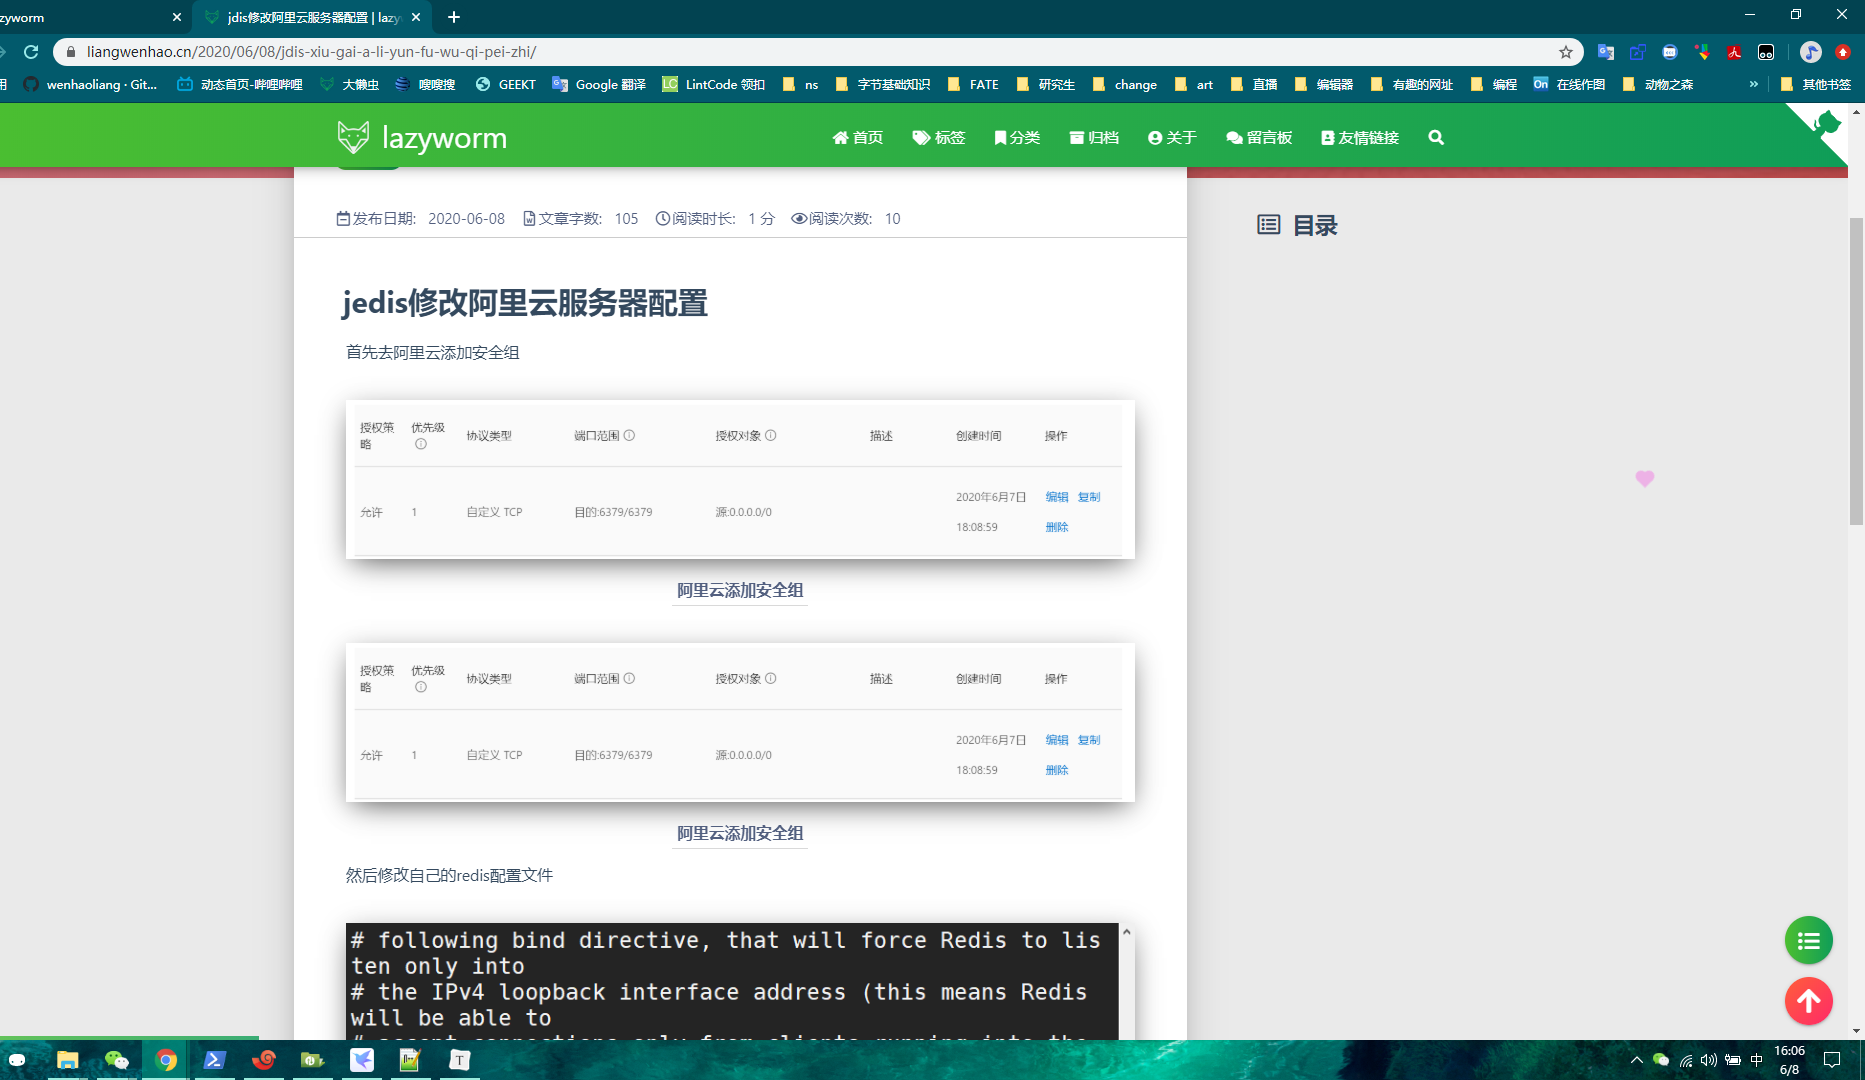 zyworm
jdis修改阿里云服务器配置 | lazy
liangwenhao.cn/2020/06/08/jdis-xiu-gai-a-li-yun-fu-wu-qi-pei-zhi/
用 wenhaoliang · Git... 动态首页-哔哩哔哩 大懒虫 嗖嗖搜 GEEKT Google 翻译 LC LintCode 领扣 ns 字节基础知识 FATE 研究生 change art 直播 编辑器 有趣的网址 编程 On 在线作图 动物之森 » 其他书签
lazyworm 首页 标签 分类 归档 关于 留言板 友情链接
发布日期: 2020-06-08 文章字数: 105 阅读时长: 1 分 阅读次数: 10
目录
jedis修改阿里云服务器配置
首先去阿里云添加安全组
授权策略 优先级 协议类型 端口范围 授权对象 描述 创建时间 操作
允许 1 自定义 TCP 目的:6379/6379 源:0.0.0.0/0 2020年6月7日 18:08:59 编辑 复制 删除
阿里云添加安全组
授权策略 优先级 协议类型 端口范围 授权对象 描述 创建时间 操作
允许 1 自定义 TCP 目的:6379/6379 源:0.0.0.0/0 2020年6月7日 18:08:59 编辑 复制 删除
阿里云添加安全组
然后修改自己的redis配置文件
# following bind directive, that will force Redis to lis
ten only into
# the IPv4 loopback interface address (this means Redis
will be able to
# accept connections only from clients running into the
中 16:06
6/8